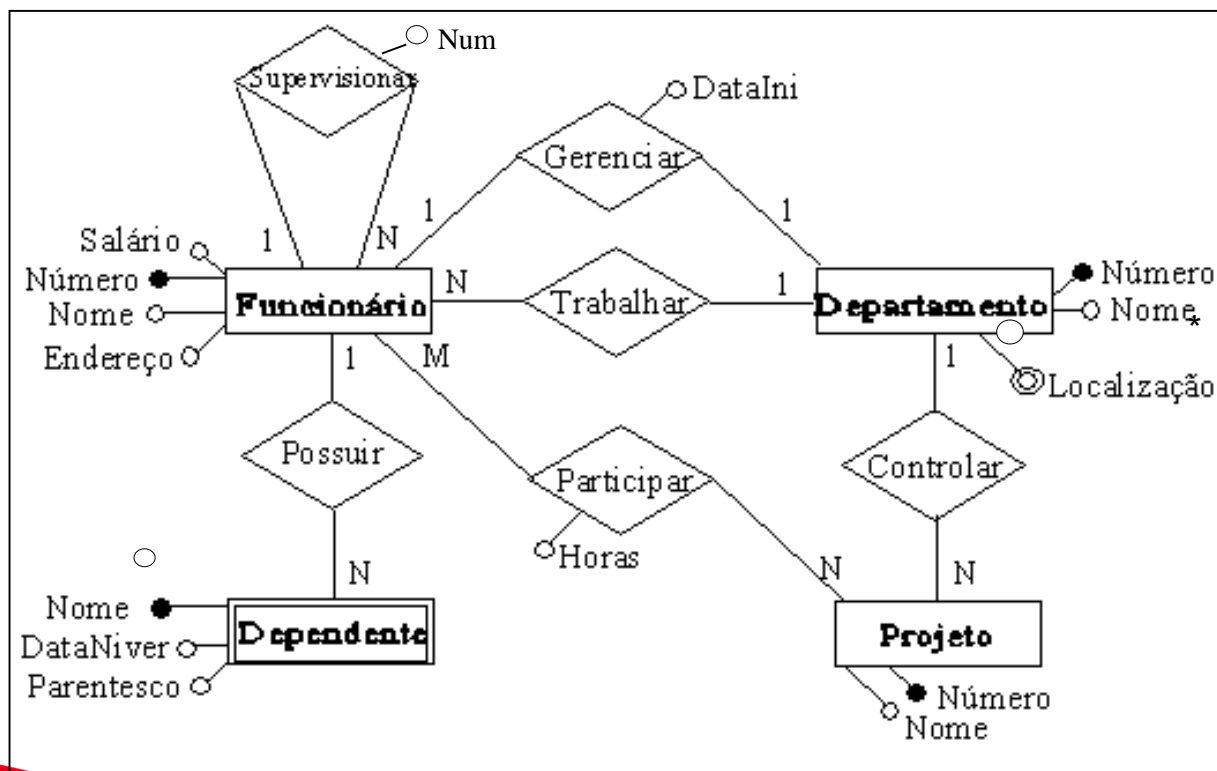 Num
Supervisionar
DataIni
Gerenciar
1
1
1
N
Salário
Número
Nome
Endereço
Funcionário
N
Trabalhar
1
Departamento
Número
Nome
*
Localização
1
M
1
Possuir
Participar
Controlar
Horas
N
N
N
Nome
DataNiver
Parentesco
Dependente
Projeto
Número
Nome